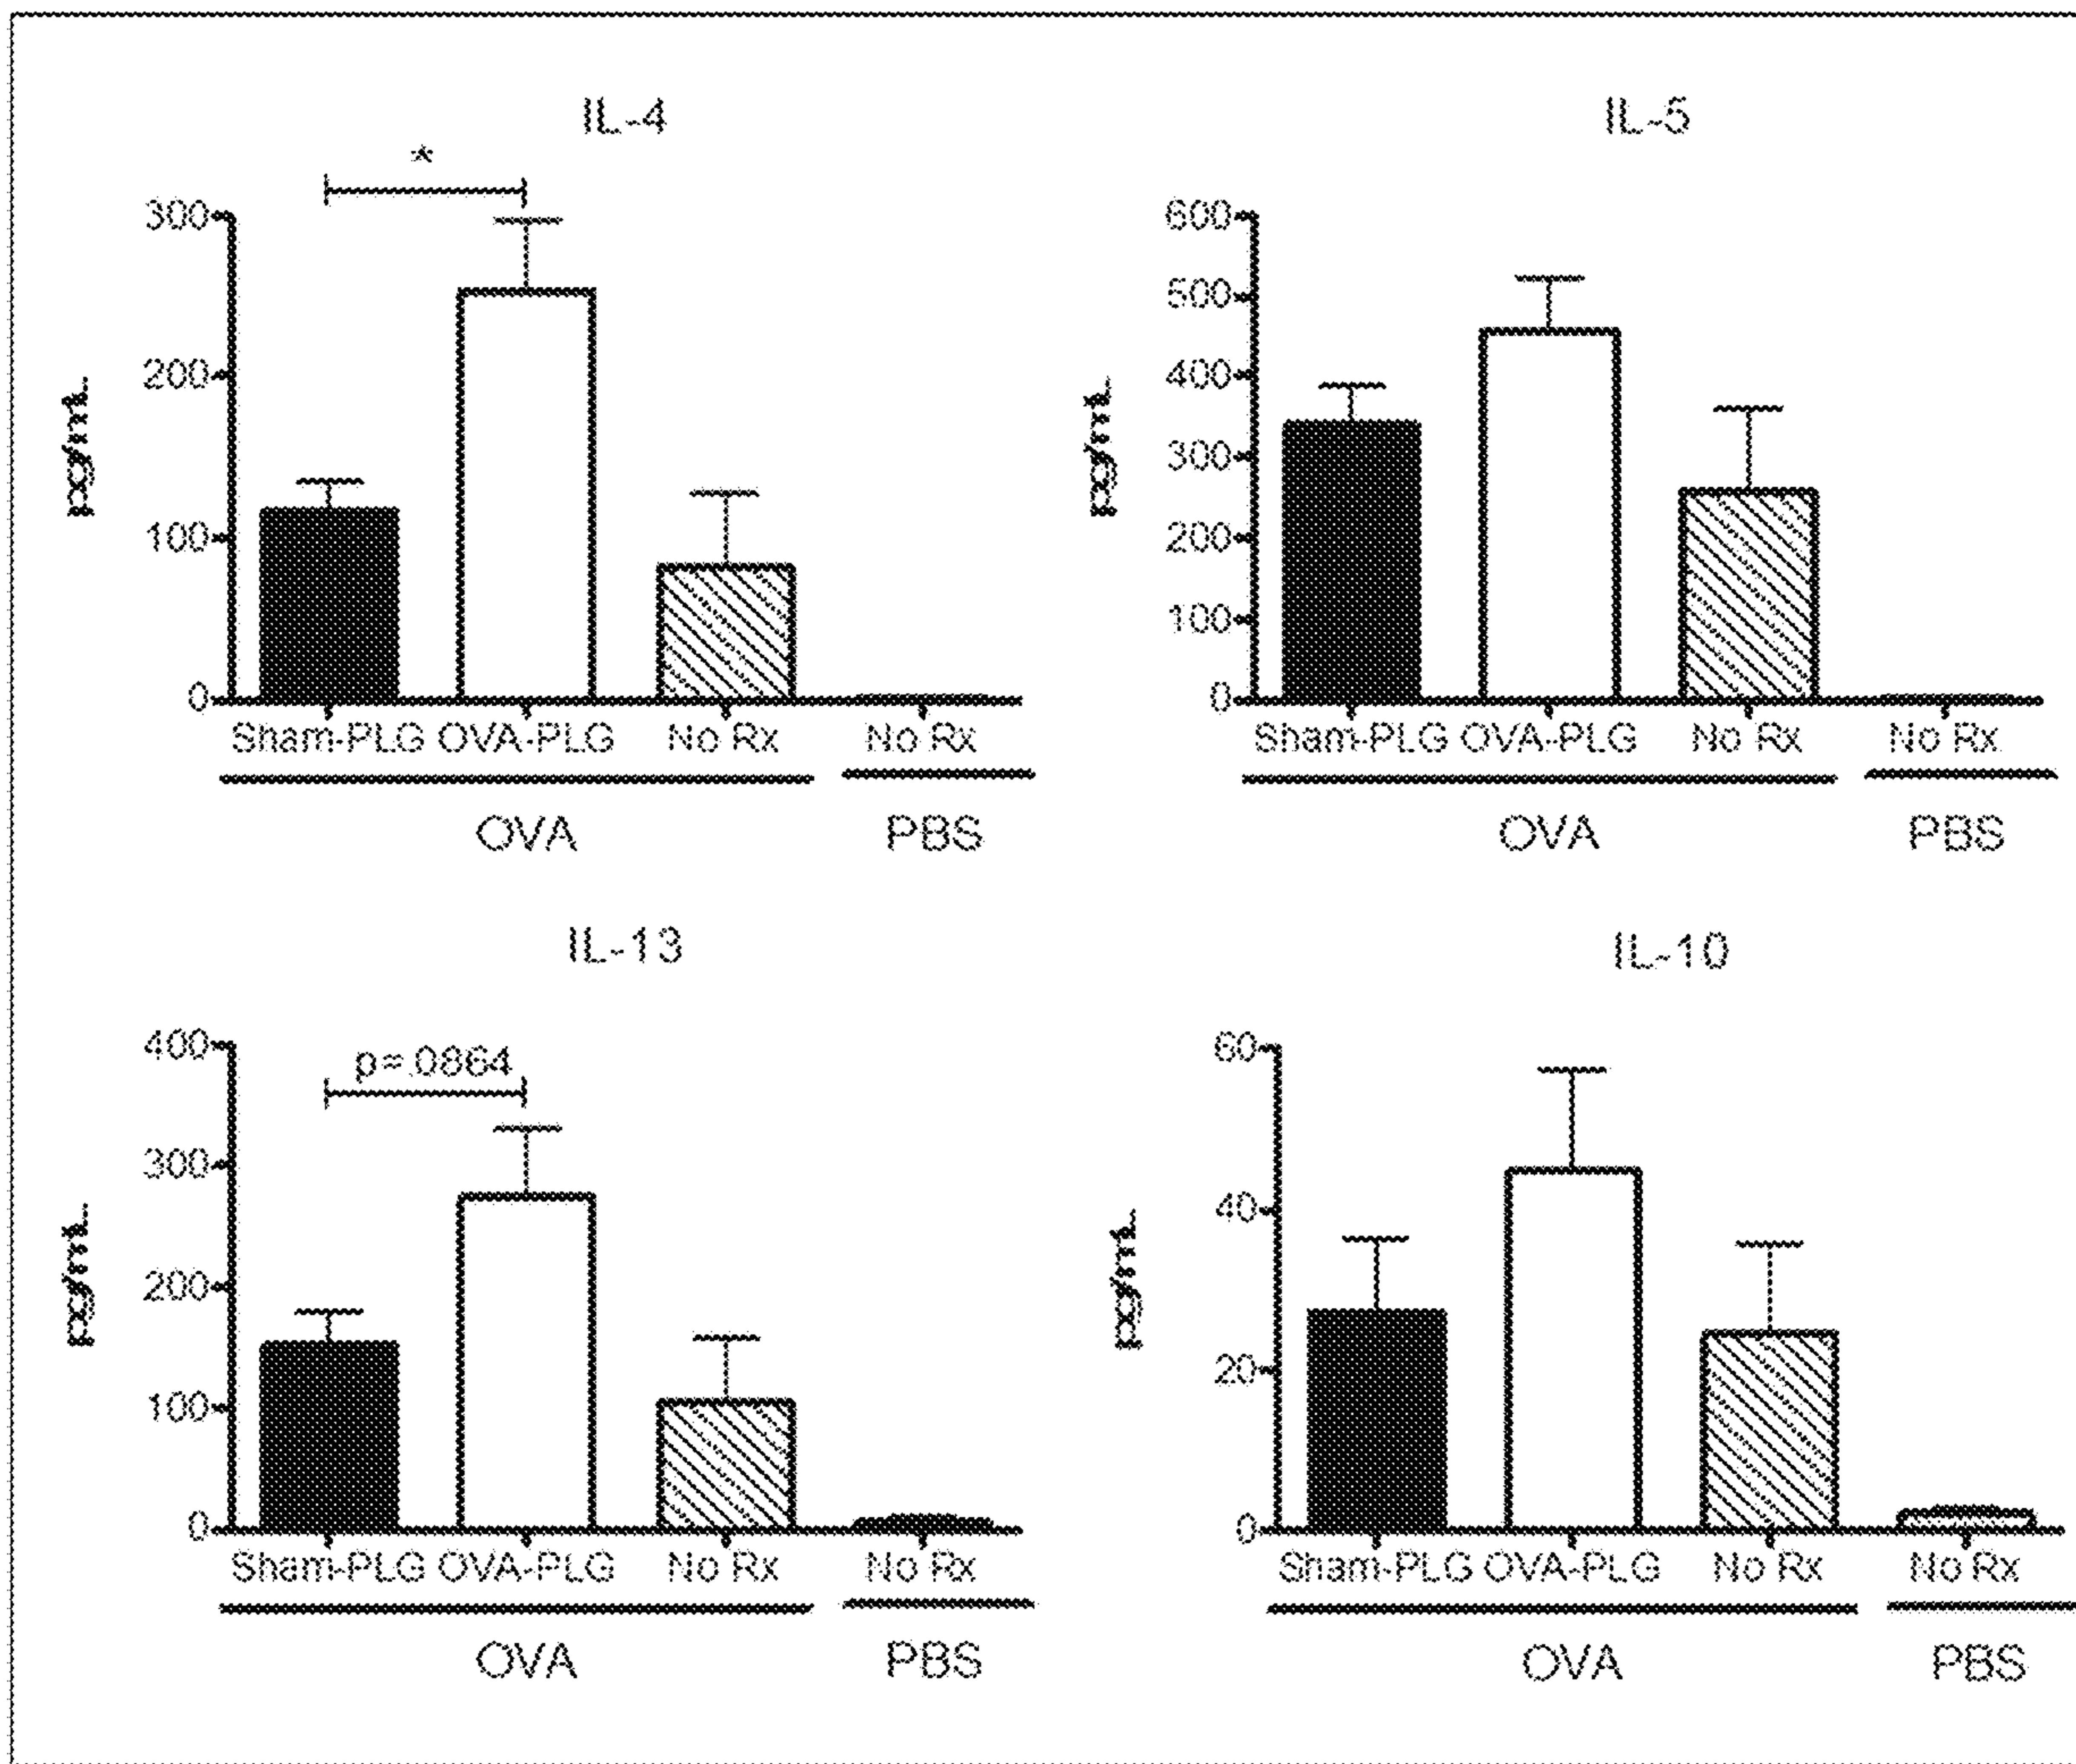 IL-4
*
300
200
100
0
pg/mL
Sham-PLG OVA-PLG No Rx No Rx
OVA PBS
IL-5
600
500
400
300
200
100
0
pg/mL
Sham-PLG OVA-PLG No Rx No Rx
OVA PBS
IL-13
p=.0864
400
300
200
100
0
pg/mL
Sham-PLG OVA-PLG No Rx No Rx
OVA PBS
IL-10
60
40
20
0
pg/mL
Sham-PLG OVA-PLG No Rx No Rx
OVA PBS